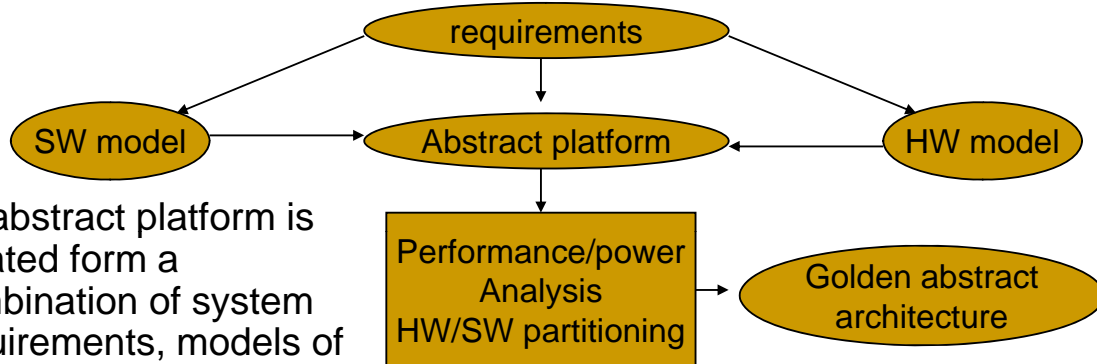 requirements
SW model
Abstract platform
HW model
abstract platform is
ated form a
nbination of system
uirements, models of
Performance/power
Analysis
HW/SW partitioning
Golden abstract
architecture